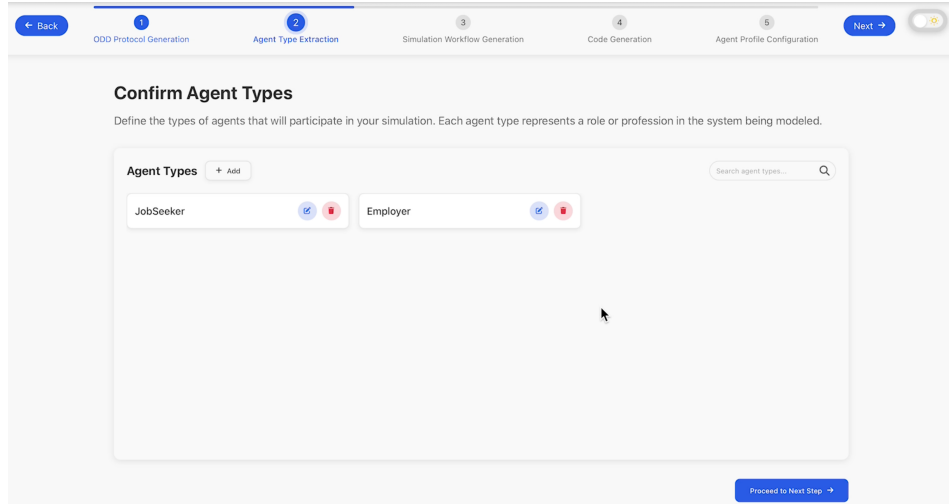 ← Back
1
ODD Protocol Generation
2
Agent Type Extraction
3
Simulation Workflow Generation
4
Code Generation
5
Agent Profile Configuration
Next →
Confirm Agent Types
Define the types of agents that will participate in your simulation. Each agent type represents a role or profession in the system being modeled.
Agent Types
+ Add
Search agent types...
JobSeeker
Employer
Proceed to Next Step →